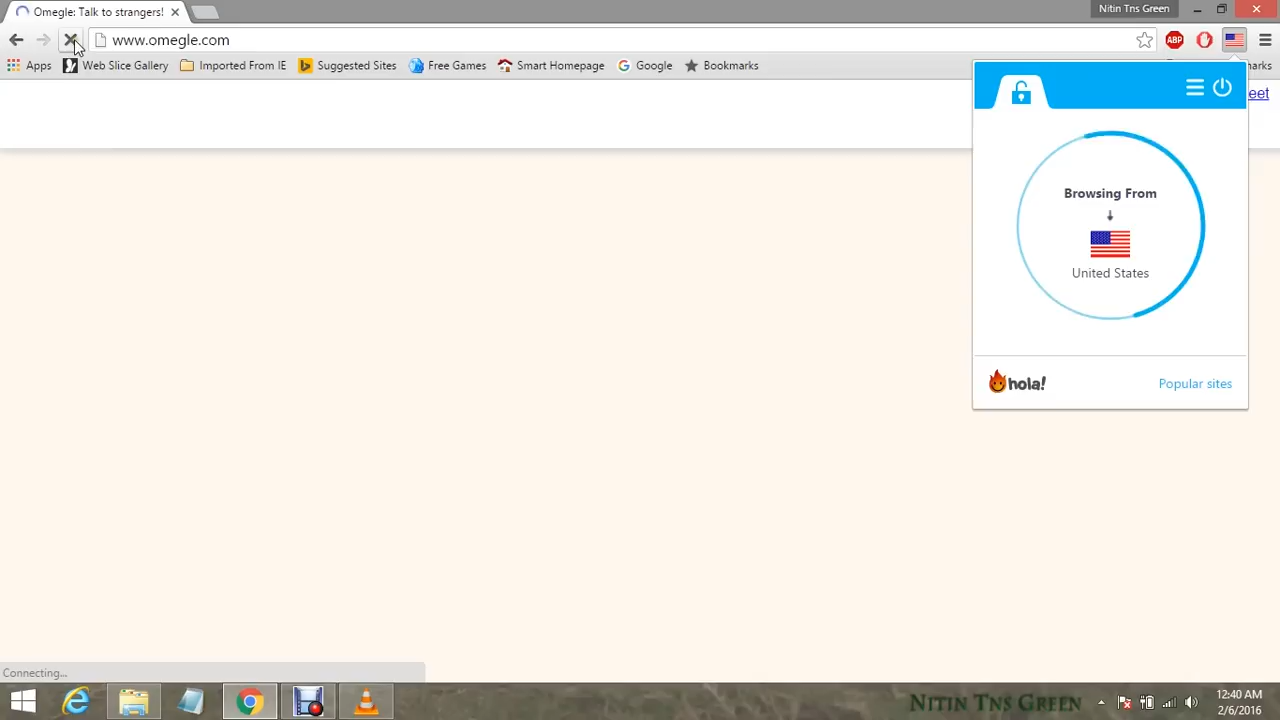 Omegle: Talk to strangers!
Nitin Tns Green
www.omegle.com
ABP
Apps Web Slice Gallery Imported From IE Suggested Sites Free Games Smart Homepage Google Bookmarks
eet
Browsing From
United States
hola!
Popular sites
Connecting...
NITIN TNS GREEN
12:40 AM
2/6/2016